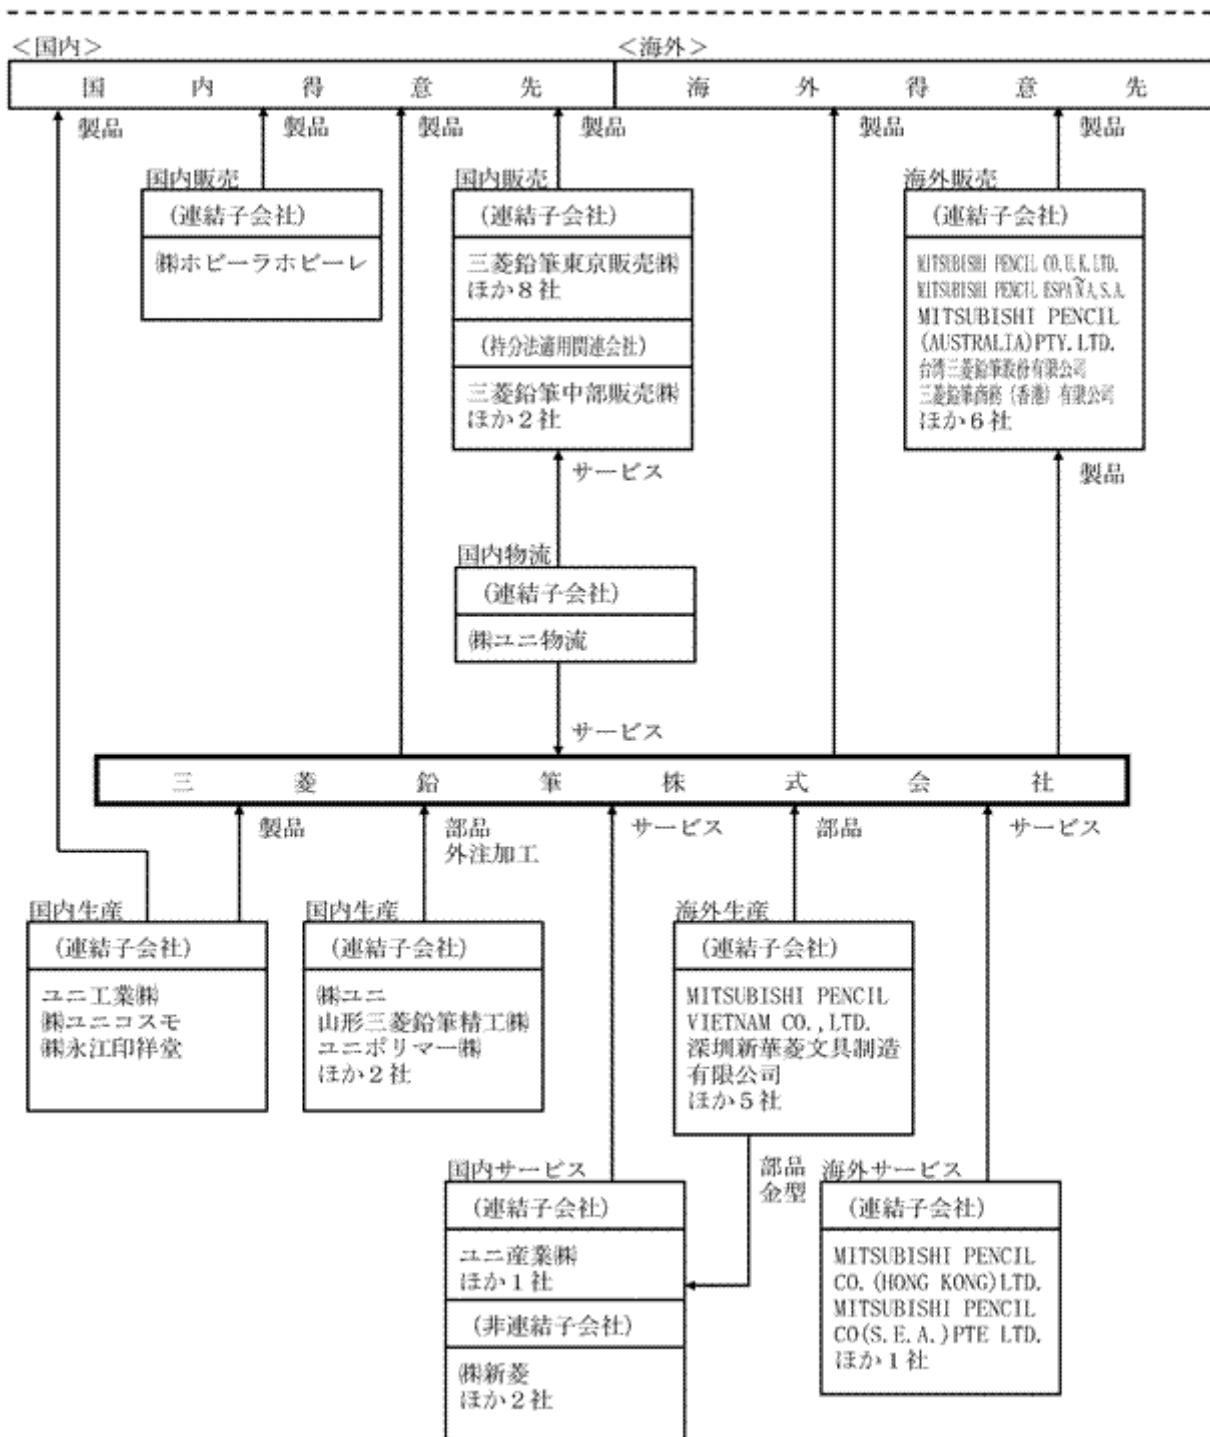 ＜国内＞
＜海外＞
国内得意先
海外得意先
製品
製品
製品
製品
製品
製品
国内販売
(連結子会社)
㈱ホビーラホビーレ
国内販売
(連結子会社)
三菱鉛筆東京販売㈱
ほか８社
(持分法適用関連会社)
三菱鉛筆中部販売㈱
ほか２社
海外販売
(連結子会社)
MITSUBISHI PENCIL CO.U.K.LTD.
MITSUBISHI PENCIL ESPAÑA,S.A.
MITSUBISHI PENCIL
(AUSTRALIA)PTY.LTD.
台湾三菱鉛筆股份有限公司
三菱鉛筆商務（香港）有限公司
ほか６社
サービス
製品
国内物流
(連結子会社)
㈱ユニ物流
サービス
三菱鉛筆株式会社
製品
部品
外注加工
サービス
部品
サービス
国内生産
(連結子会社)
ユニ工業㈱
㈱ユニコスモ
㈱永江印祥堂
国内生産
(連結子会社)
㈱ユニ
山形三菱鉛筆精工㈱
ユニポリマー㈱
ほか２社
海外生産
(連結子会社)
MITSUBISHI PENCIL
VIETNAM CO.,LTD.
深圳新華菱文具制造
有限公司
ほか５社
部品
金型
国内サービス
(連結子会社)
ユニ産業㈱
ほか１社
(非連結子会社)
㈱新菱
ほか２社
海外サービス
(連結子会社)
MITSUBISHI PENCIL
CO.(HONG KONG)LTD.
MITSUBISHI PENCIL
CO(S.E.A.)PTE LTD.
ほか１社